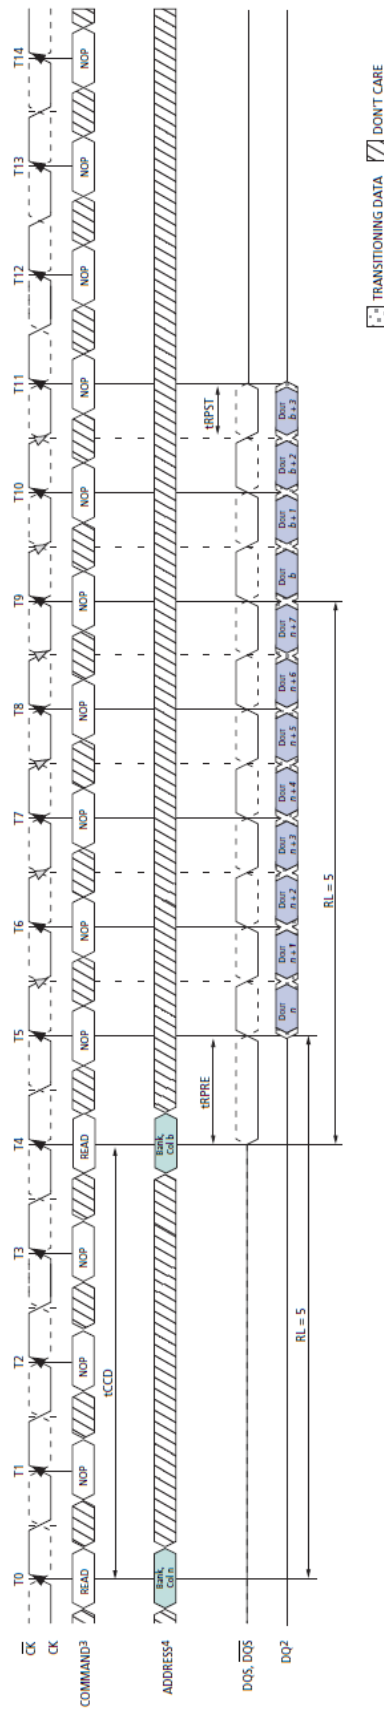 T0 T1 T2 T3 T4 T5 T6 T7 T8 T9 T10 T11 T12 T13 T14
CK
CK
COMMAND3 READ NOP NOP NOP READ NOP NOP NOP NOP NOP NOP NOP NOP NOP NOP
tCCD
ADDRESS4 Bank, Col n Bank, Col b
tRPRE tRPST
DQS, DQS
DQ2 DOUT n DOUT n + 1 DOUT n + 2 DOUT n + 3 DOUT n + 4 DOUT n + 5 DOUT n + 6 DOUT n + 7 DOUT b DOUT b + 1 DOUT b + 2 DOUT b + 3
RL = 5
RL = 5
TRANSITIONING DATA DON'T CARE